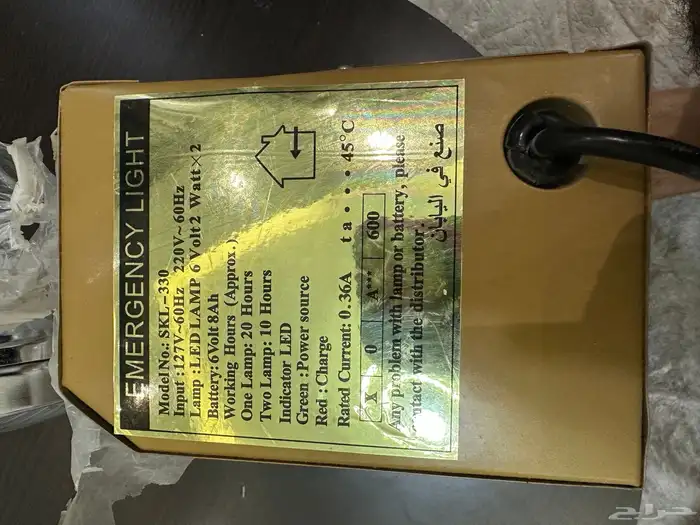 EMERGENCY LIGHT
Model No.: SKL-330
Input :127V~60Hz 220V~60Hz
Lamp :LED LAMP 6 Volt 2 Watt×2
Battery: 6Volt 8Ah
Working Hours (Approx.)
One Lamp: 20 Hours
Two Lamp: 10 Hours
Indicator LED
Green :Power source
Red : Charge
Rated Current: 0.36A ta •••• 45°C
X 0 A*** 600
Any problem with lamp or battery, please
contact with the distributor:
صنع في اليابان
حراج